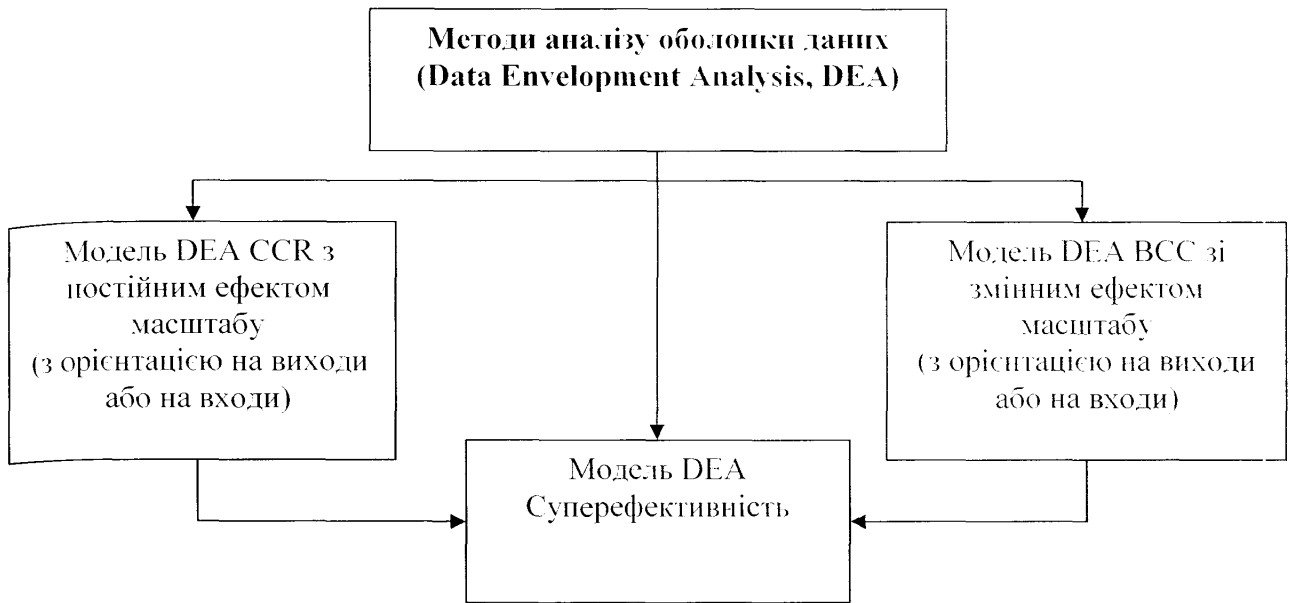 Методи аналізу оболонки даних
(Data Envelopment Analysis, DEA)
Модель DEA CCR з
постійним ефектом
масштабу
(з орієнтацією на виходи
або на входи)
Модель DEA BCC зі
змінним ефектом
масштабу
(з орієнтацією на виходи
або на входи)
Модель DEA
Суперефективність